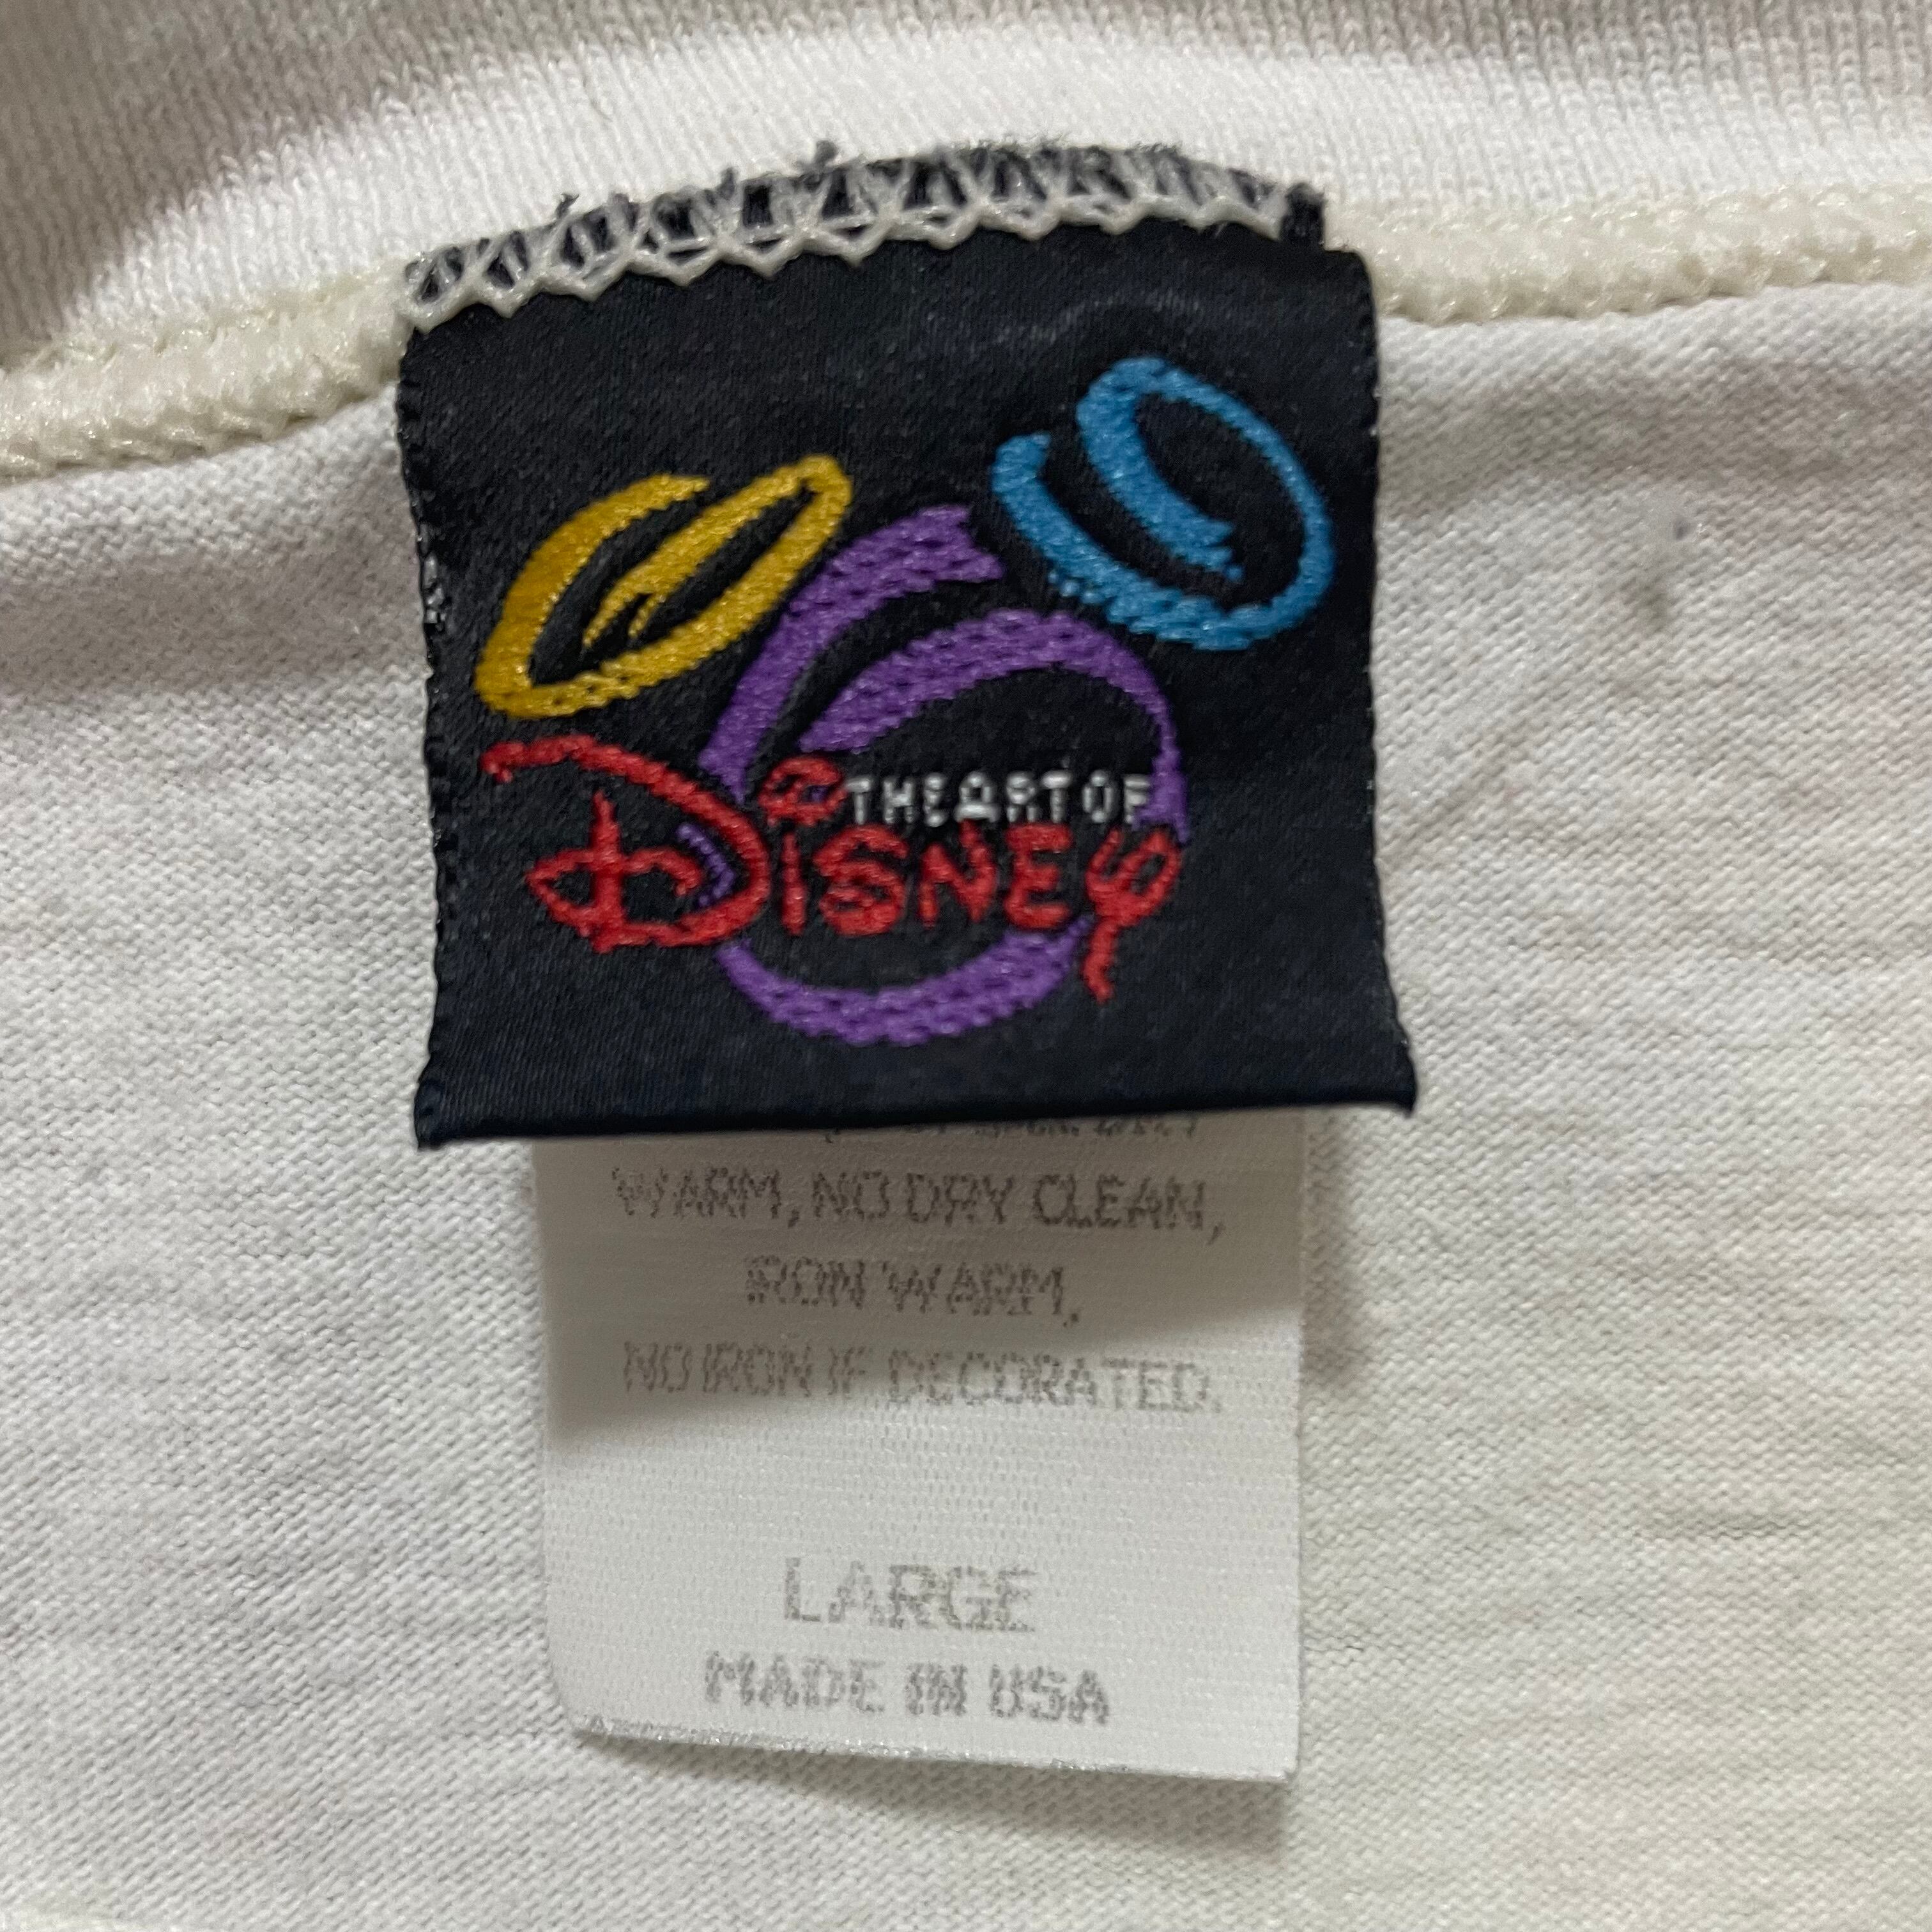 THE ART OF
DISNEY
WARM, NO DRY CLEAN,
IRON WARM,
NO IRON IF DECORATED.
LARGE
MADE IN USA